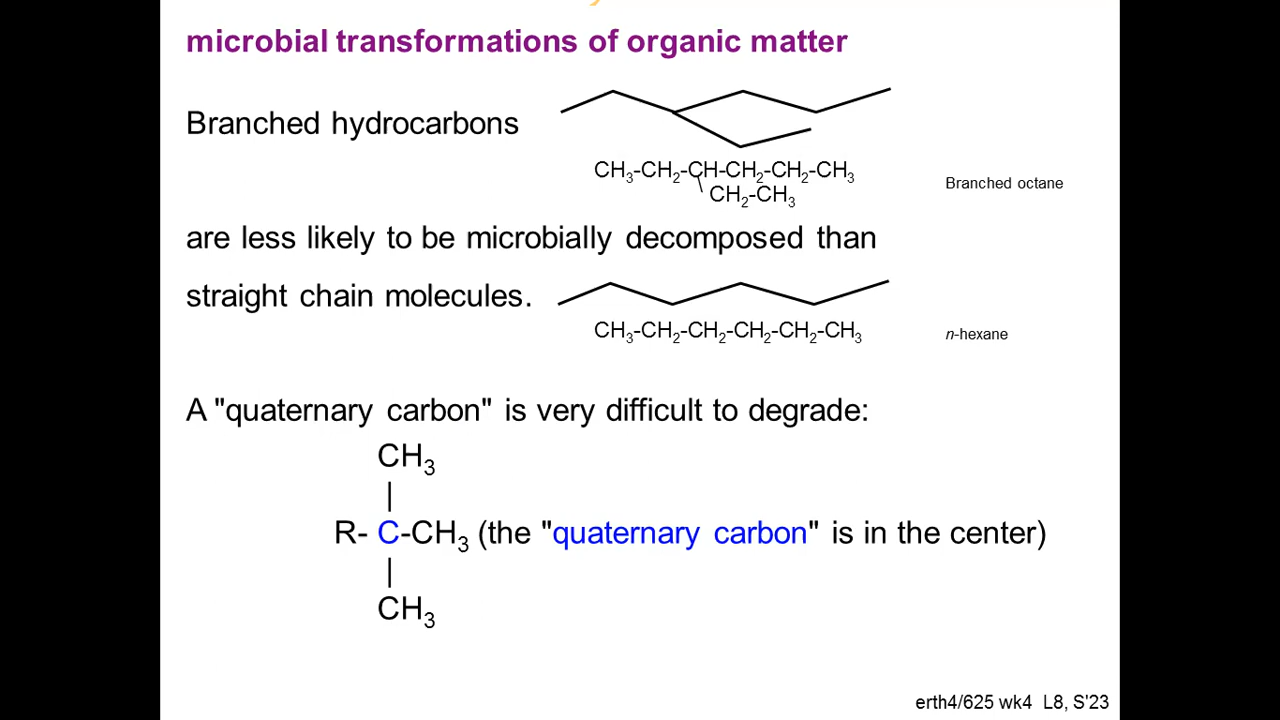 microbial transformations of organic matter
Branched hydrocarbons
CH₃-CH₂-CH-CH₂-CH₂-CH₃
CH₂-CH₃
Branched octane
are less likely to be microbially decomposed than
straight chain molecules.
CH₃-CH₂-CH₂-CH₂-CH₂-CH₃
n-hexane
A "quaternary carbon" is very difficult to degrade:
CH₃
|
R- C-CH₃ (the "quaternary carbon" is in the center)
|
CH₃
erth4/625 wk4 L8, S'23